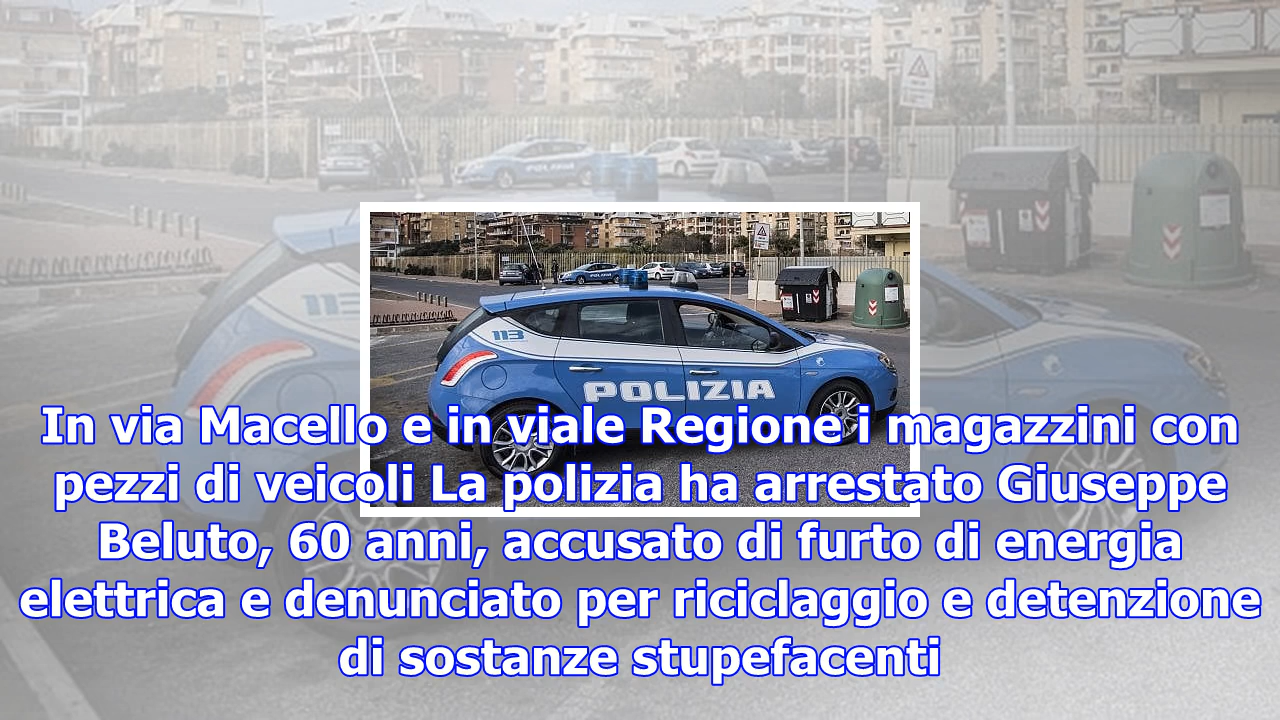 113
POLIZIA
In via Macello e in viale Regione i magazzini con
pezzi di veicoli La polizia ha arrestato Giuseppe
Beluto, 60 anni, accusato di furto di energia
elettrica e denunciato per riciclaggio e detenzione
di sostanze stupefacenti